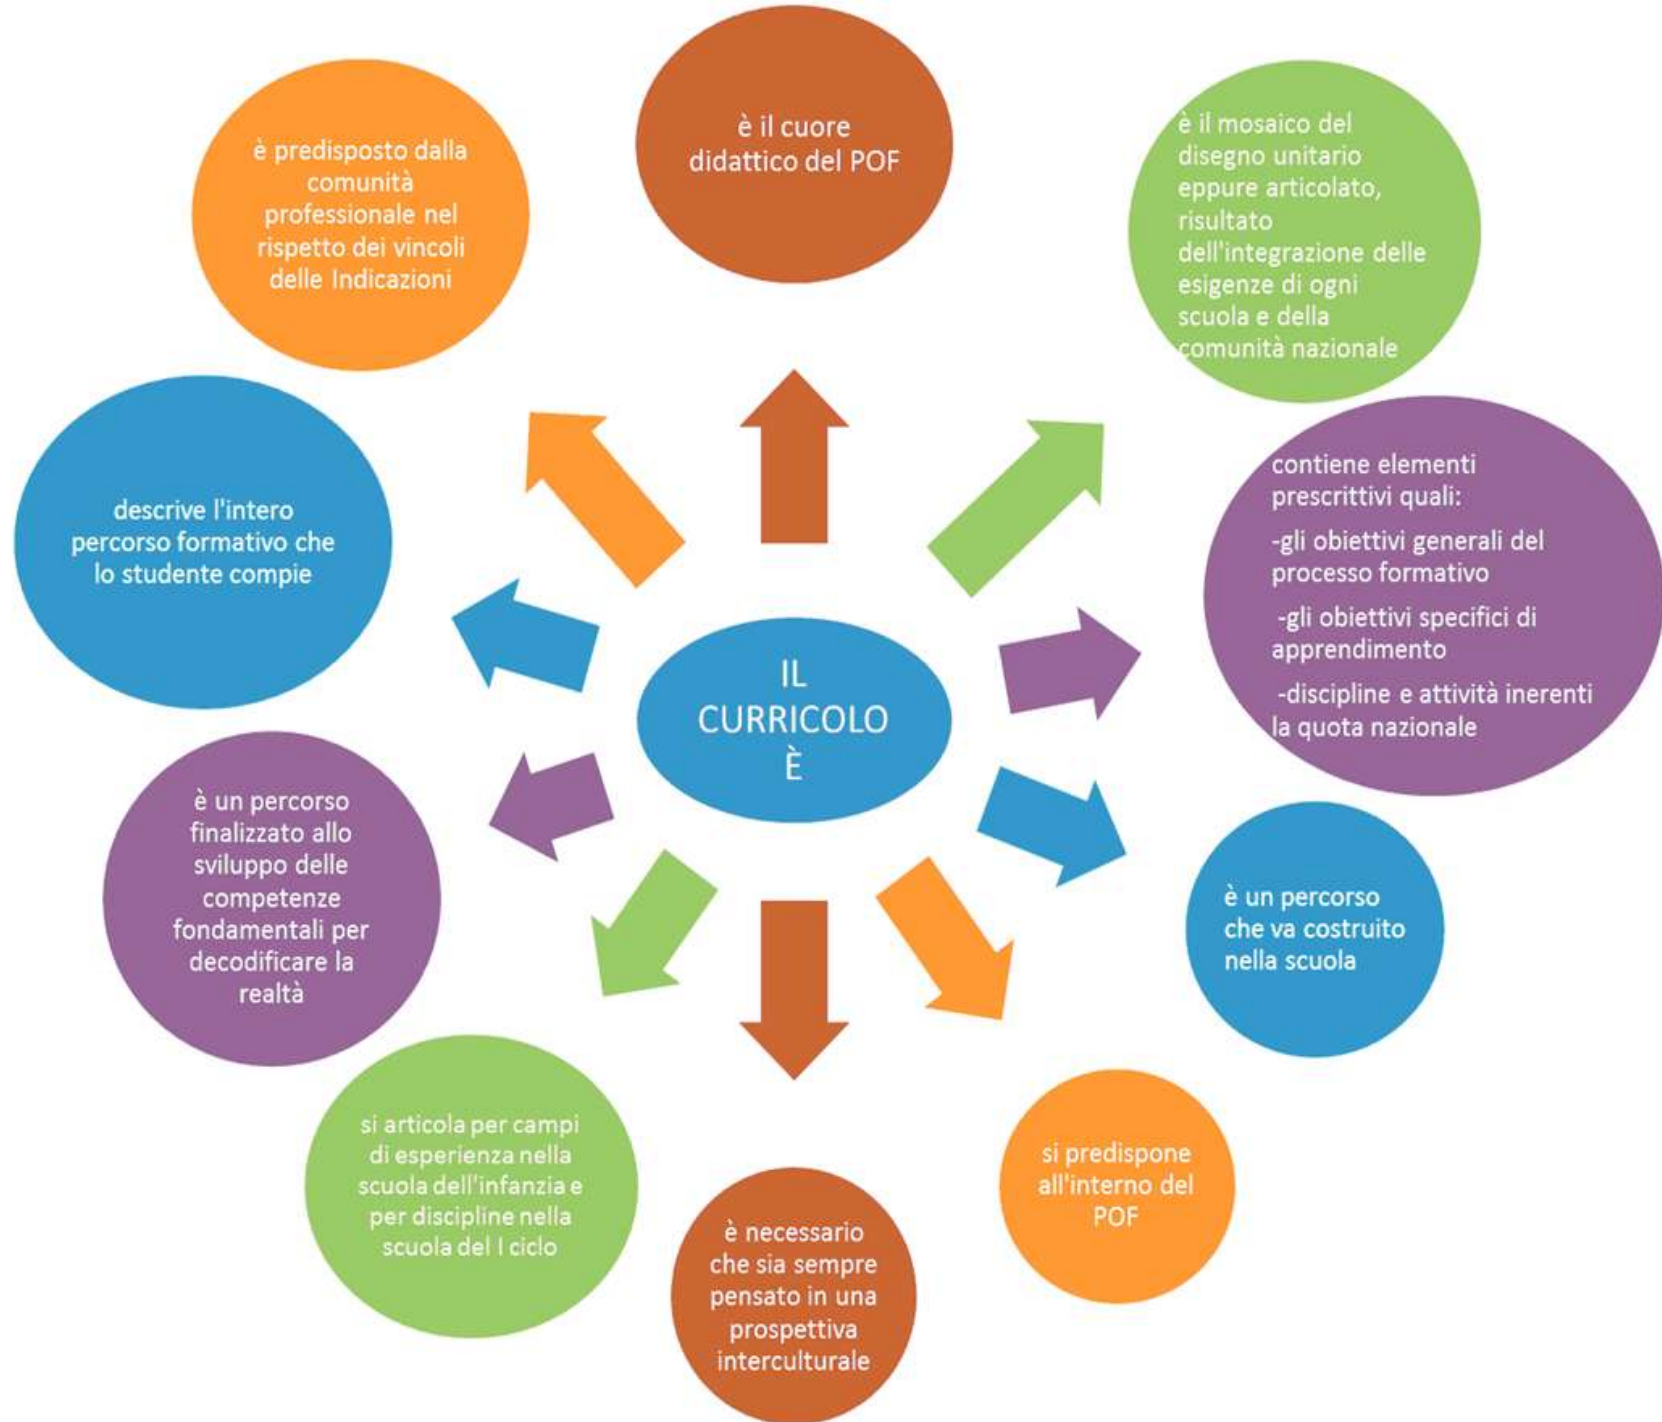 è il cuore
didattico del POF
è il mosaico del
disegno unitario
eppure articolato,
risultato
dell'integrazione delle
esigenze di ogni
scuola e della
comunità nazionale
contiene elementi
prescrittivi quali:
-gli obiettivi generali del
processo formativo
-gli obiettivi specifici di
apprendimento
-discipline e attività inerenti
la quota nazionale
è un percorso
che va costruito
nella scuola
si predispone
all'interno del
POF
è necessario
che sia sempre
pensato in una
prospettiva
interculturale
si articola per campi
di esperienza nella
scuola dell'infanzia e
per discipline nella
scuola del I ciclo
è un percorso
finalizzato allo
sviluppo delle
competenze
fondamentali per
decodificare la
realtà
descrive l'intero
percorso formativo che
lo studente compie
è predisposto dalla
comunità
professionale nel
rispetto dei vincoli
delle Indicazioni
IL
CURRICOLO
È